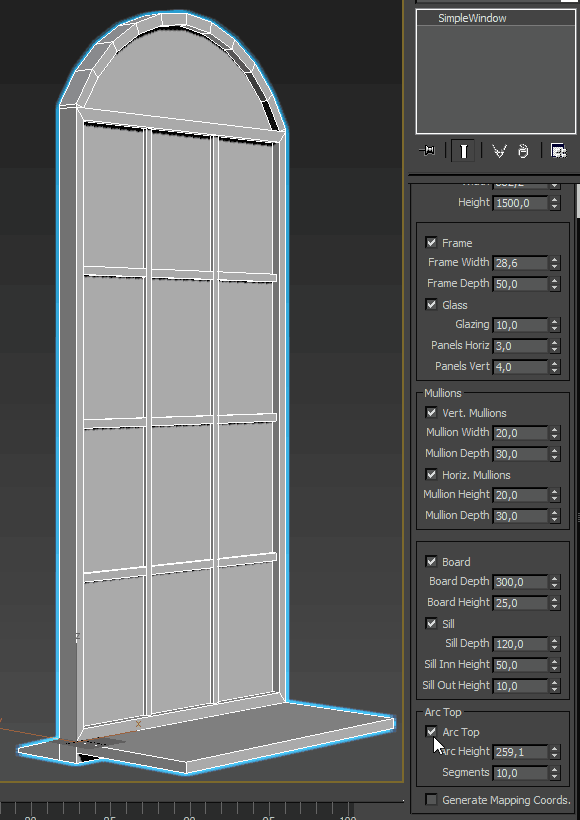 SimpleWindow
Height 1500,0
Frame
Frame Width 28,6
Frame Depth 50,0
Glass
Glazing 10,0
Panels Horiz 3,0
Panels Vert 4,0
Mullions
Vert. Mullions
Mullion Width 20,0
Mullion Depth 30,0
Horiz. Mullions
Mullion Height 20,0
Mullion Depth 30,0
Board
Board Depth 300,0
Board Height 25,0
Sill
Sill Depth 120,0
Sill Inn Height 50,0
Sill Out Height 10,0
Arc Top
Arc Top
Arc Height 259,1
Segments 10,0
Generate Mapping Coords.
z
x